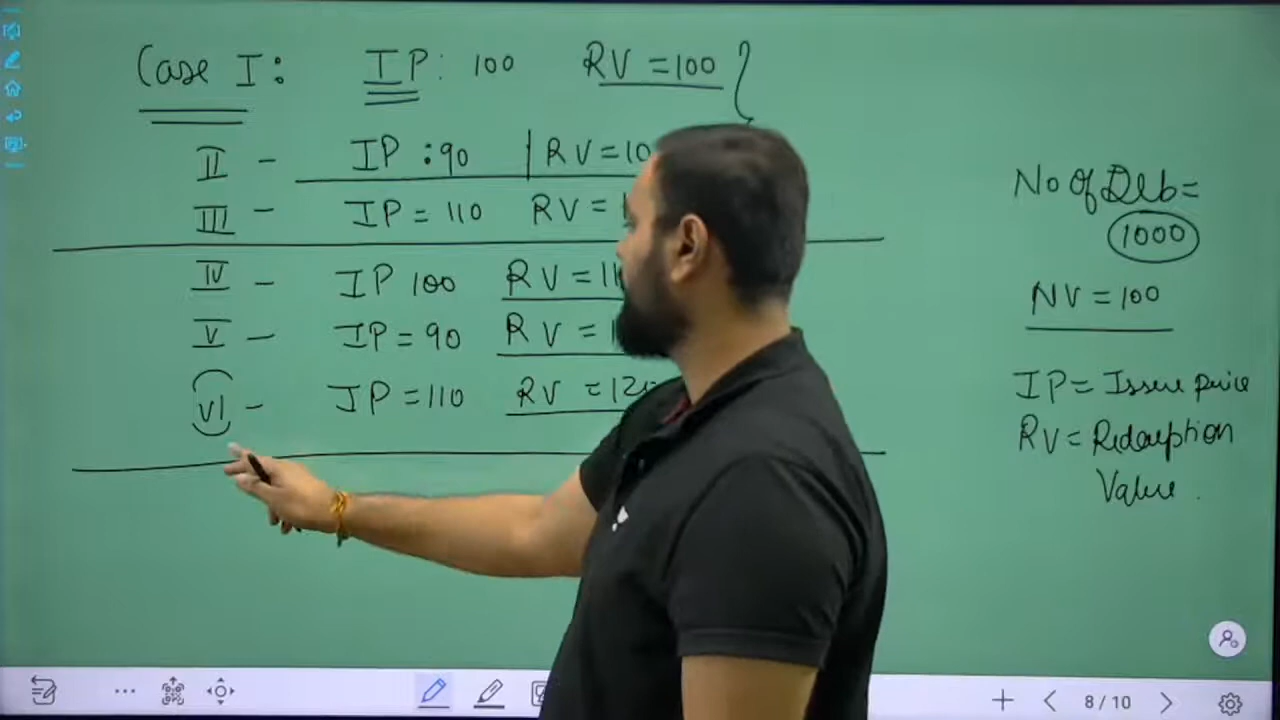 Case I: IP: 100 RV = 100
II - IP : 90 RV = 10
III - IP = 110 RV =
IV - IP 100 RV = 11
V - IP = 90 RV =
VI - IP = 110 RV = 12
No Of Deb =
1000
NV = 100
IP = Issue price
RV = Redemption
Value.
8 / 10